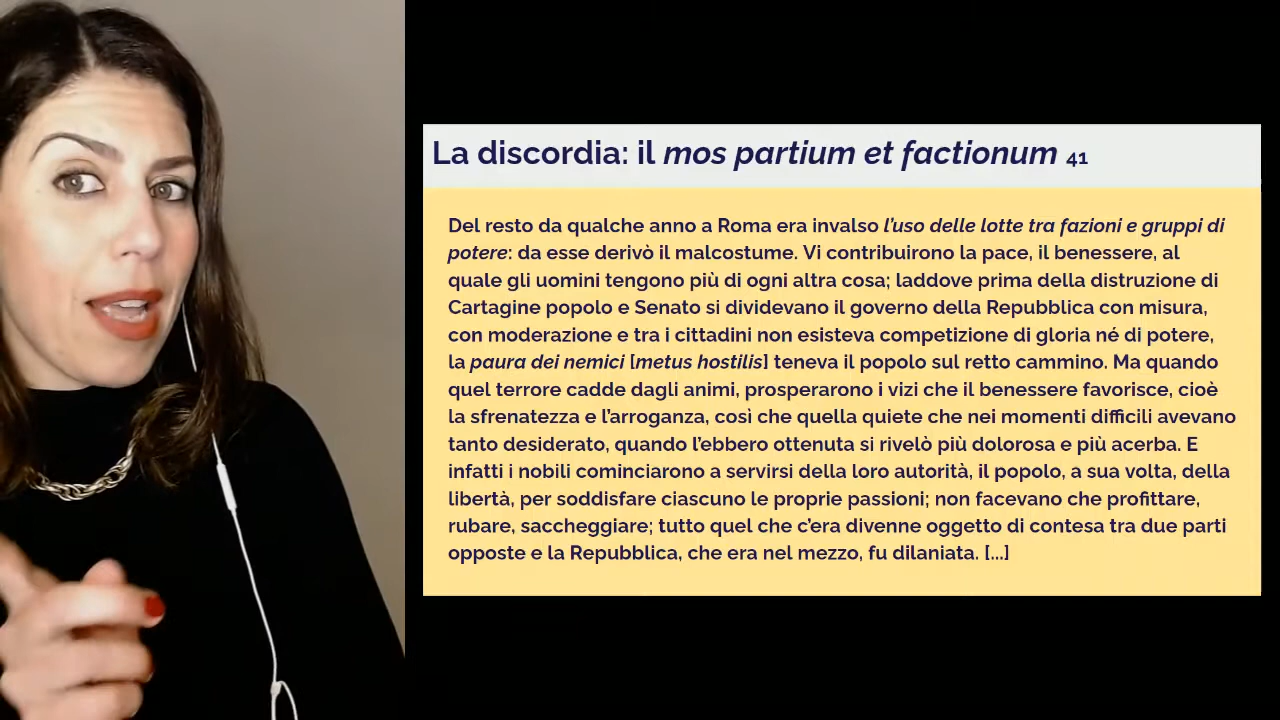 La discordia: il mos partium et factionum 41
Del resto da qualche anno a Roma era invalso l'uso delle lotte tra fazioni e gruppi di
potere: da esse derivò il malcostume. Vi contribuirono la pace, il benessere, al
quale gli uomini tengono più di ogni altra cosa; laddove prima della distruzione di
Cartagine popolo e Senato si dividevano il governo della Repubblica con misura,
con moderazione e tra i cittadini non esisteva competizione di gloria né di potere,
la paura dei nemici [metus hostilis] teneva il popolo sul retto cammino. Ma quando
quel terrore cadde dagli animi, prosperarono i vizi che il benessere favorisce, cioè
la sfrenatezza e l'arroganza, così che quella quiete che nei momenti difficili avevano
tanto desiderato, quando l'ebbero ottenuta si rivelò più dolorosa e più acerba. E
infatti i nobili cominciarono a servirsi della loro autorità, il popolo, a sua volta, della
libertà, per soddisfare ciascuno le proprie passioni; non facevano che profittare,
rubare, saccheggiare; tutto quel che c'era divenne oggetto di contesa tra due parti
opposte e la Repubblica, che era nel mezzo, fu dilaniata. [...]